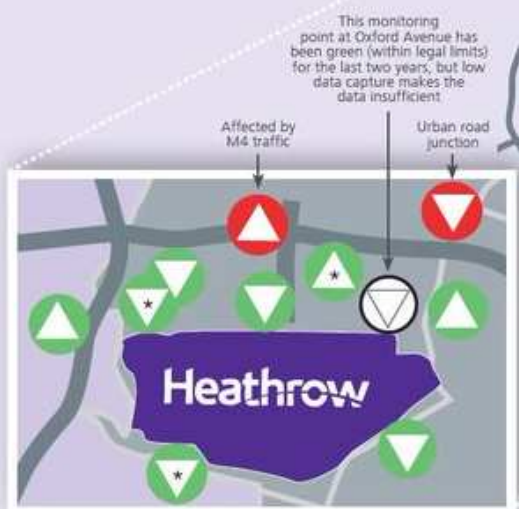 This monitoring
point at Oxford Avenue has
been green (within legal limits)
for the last two years, but low
data capture makes the
data insufficient
Affected by
M4 traffic
Urban road
junction
*
*
Heathrow
*